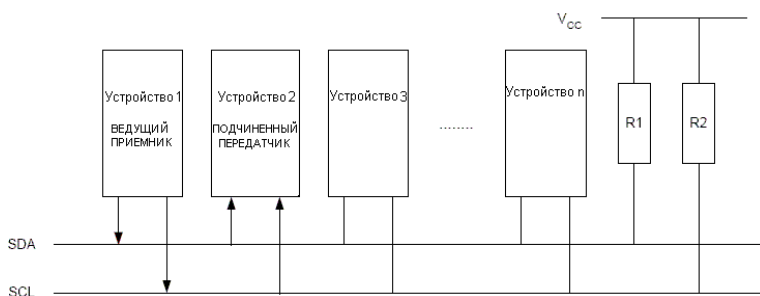 Vcc
Устройство 1
ВЕДУЩИЙ
ПРИЕМНИК
Устройство 2
ПОДЧИНЕННЫЙ
ПЕРЕДАТЧИК
Устройство 3
........
Устройство n
R1
R2
SDA
SCL